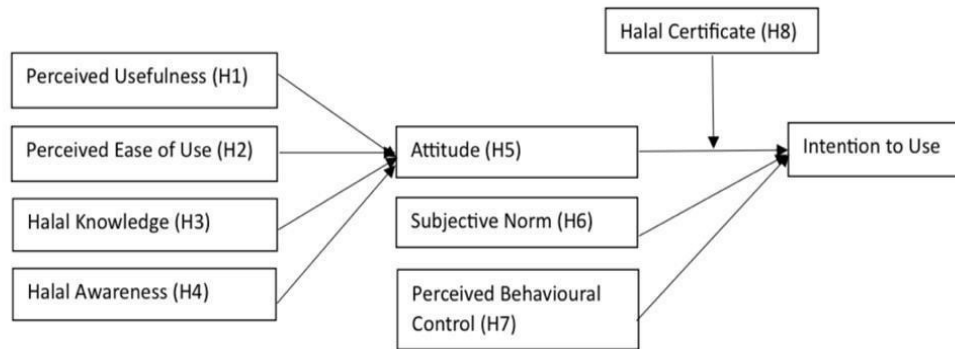 Halal Certificate (H8)
Perceived Usefulness (H1)
Perceived Ease of Use (H2)
Attitude (H5)
Intention to Use
Halal Knowledge (H3)
Subjective Norm (H6)
Halal Awareness (H4)
Perceived Behavioural
Control (H7)